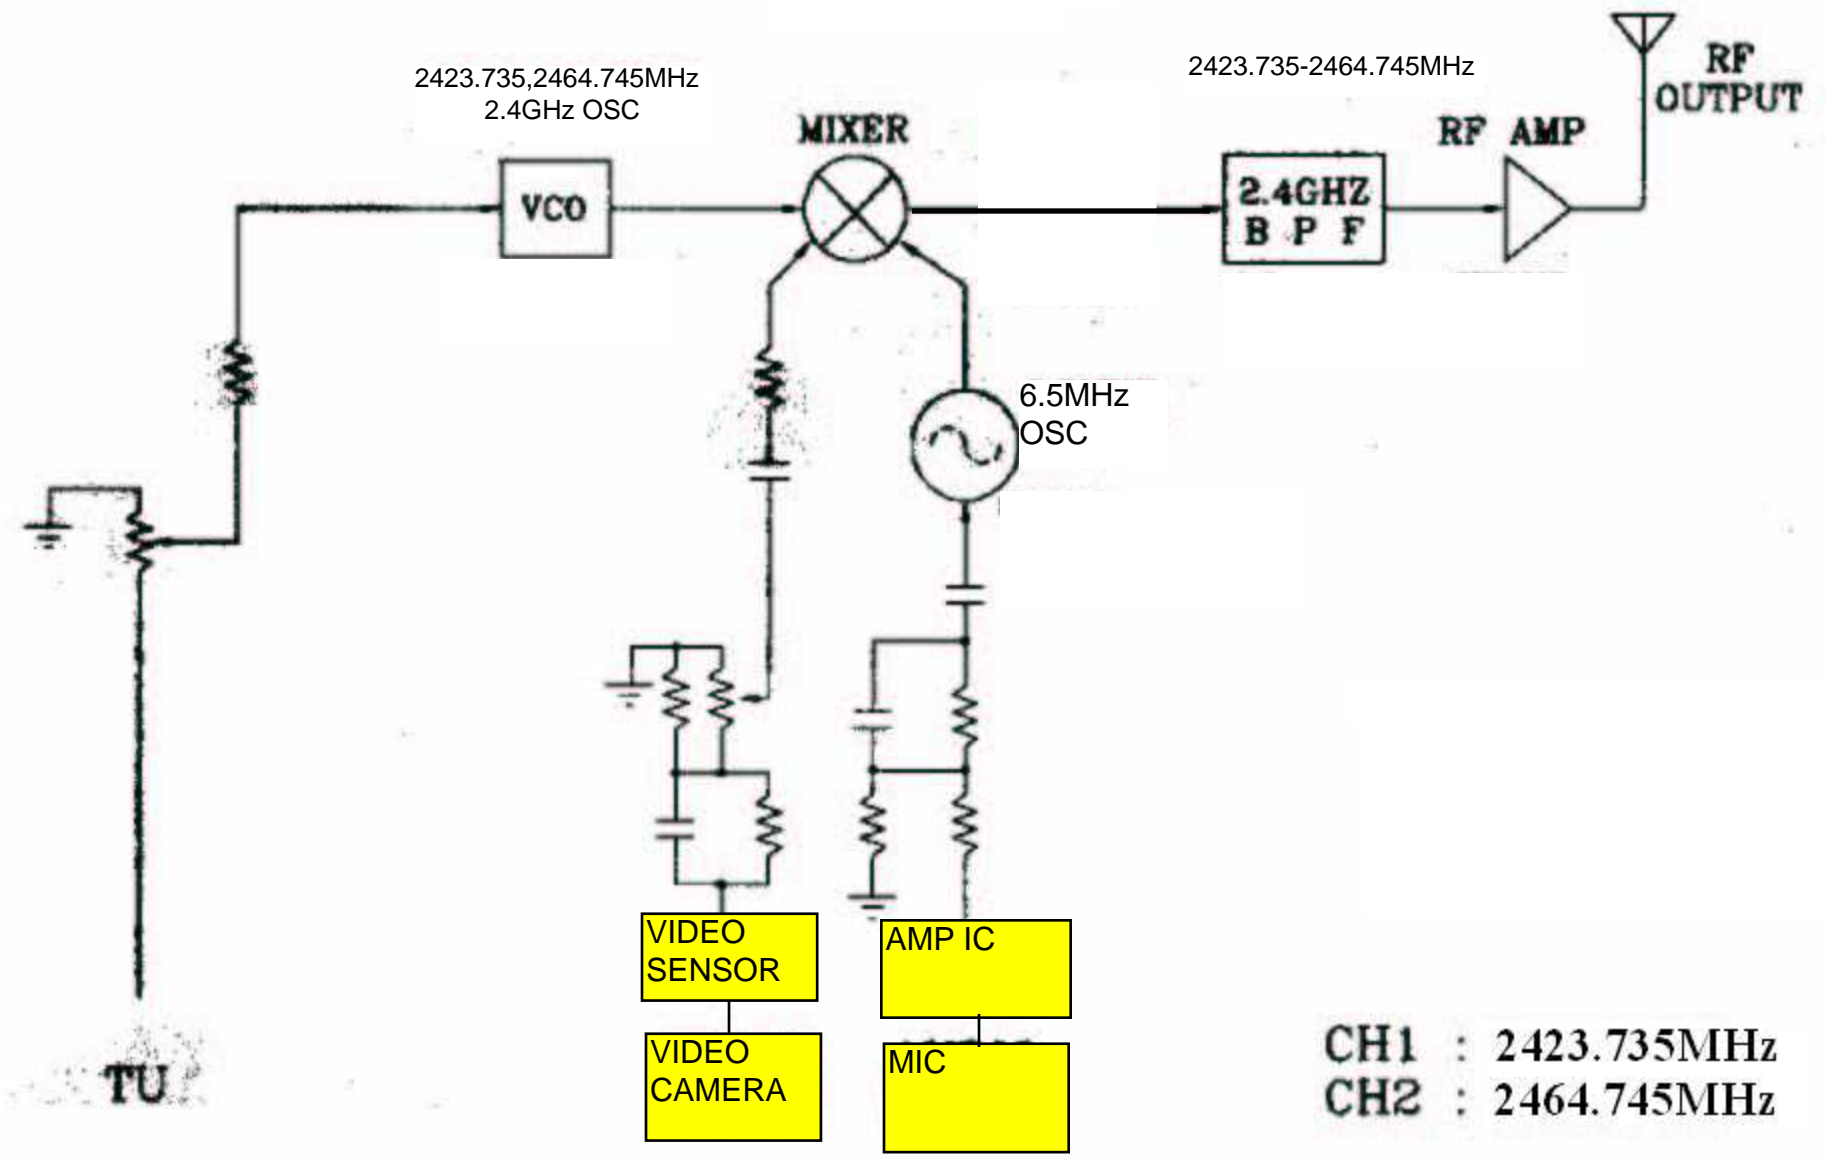 2423.735,2464.745MHz
2.4GHz OSC
2423.735-2464.745MHz
RF
OUTPUT
MIXER
RF AMP
VCO
2.4GHZ
B P F
6.5MHz
OSC
VIDEO
SENSOR
AMP IC
VIDEO
CAMERA
MIC
TU
CH1 : 2423.735MHz
CH2 : 2464.745MHz